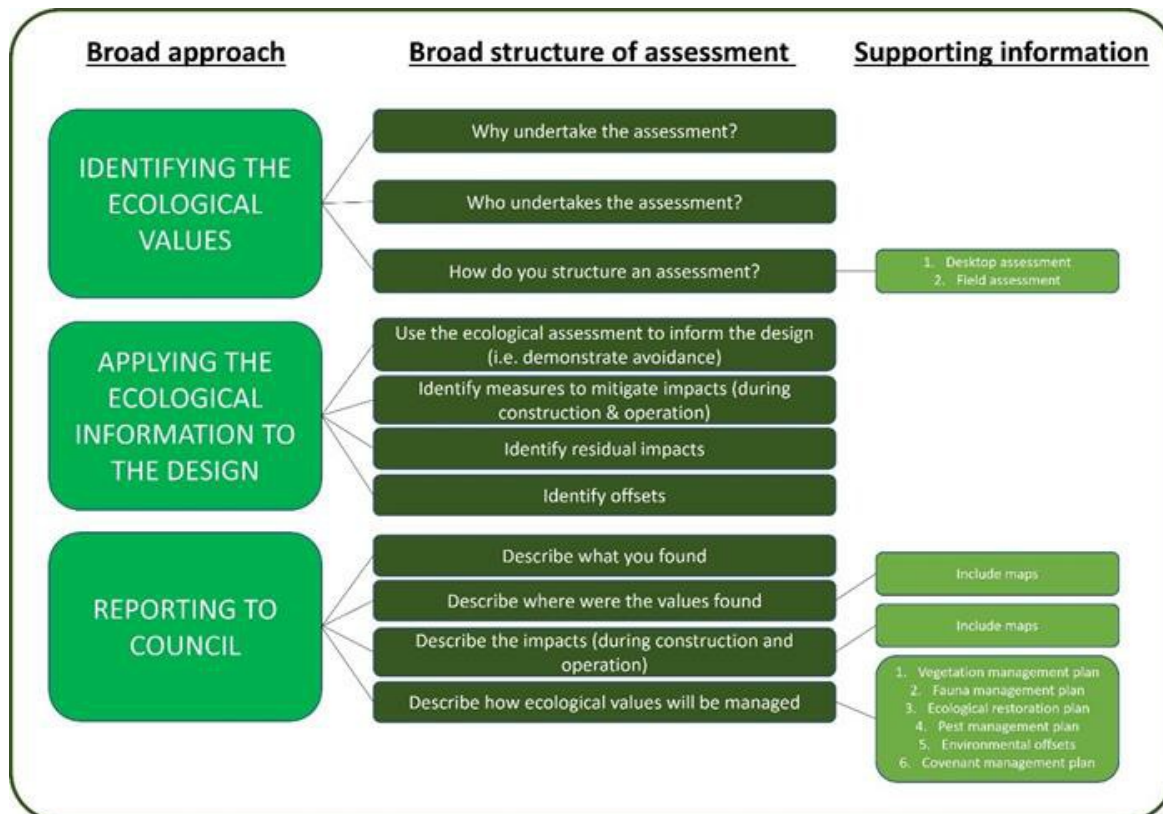 Broad approach
Broad structure of assessment
Supporting information
IDENTIFYING THE
ECOLOGICAL
VALUES
Why undertake the assessment?
Who undertakes the assessment?
How do you structure an assessment?
1. Desktop assessment
2. Field assessment
APPLYING THE
ECOLOGICAL
INFORMATION TO
THE DESIGN
Use the ecological assessment to inform the design
(i.e. demonstrate avoidance)
Identify measures to mitigate impacts (during
construction & operation)
Identify residual impacts
Identify offsets
REPORTING TO
COUNCIL
Describe what you found
Describe where were the values found
Include maps
Describe the impacts (during construction and
operation)
Include maps
Describe how ecological values will be managed
1. Vegetation management plan
2. Fauna management plan
3. Ecological restoration plan
4. Pest management plan
5. Environmental offsets
6. Covenant management plan